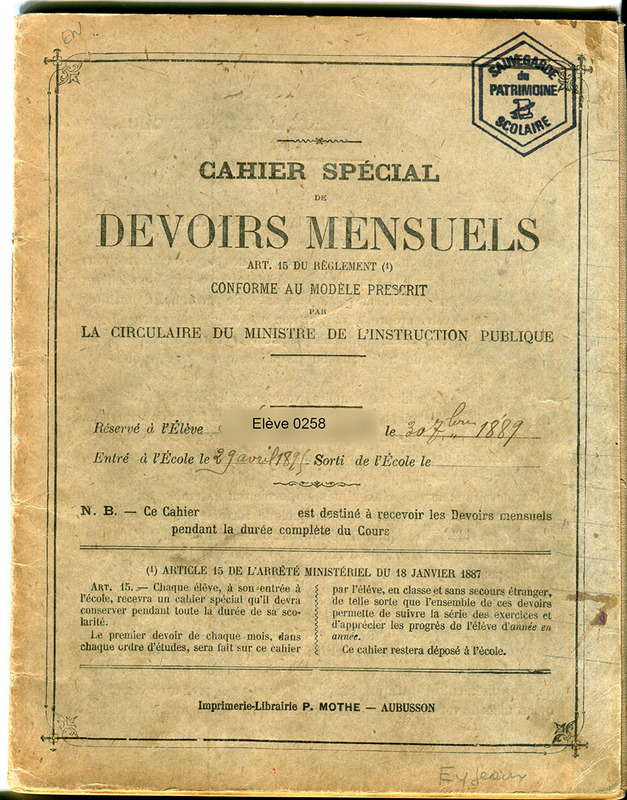 EN
SAUVEGARDE
du
PATRIMOINE
SCOLAIRE
CAHIER SPÉCIAL
DE
DEVOIRS MENSUELS
ART. 15 DU RÈGLEMENT (1)
CONFORME AU MODÈLE PRESCRIT
PAR
LA CIRCULAIRE DU MINISTRE DE L'INSTRUCTION PUBLIQUE
Réservé à l'Élève Elève 0258 le 30 7bre 1889
Entré à l'École le 29 avril Sorti de l'École le
N. B. — Ce Cahier est destiné à recevoir les Devoirs mensuels
pendant la durée complète du Cours
(1) ARTICLE 15 DE L'ARRÊTÉ MINISTÉRIEL DU 18 JANVIER 1887
ART. 15. — Chaque élève, à son entrée à
l'école, recevra un cahier spécial qu'il devra
conserver pendant toute la durée de sa sco-
larité.
Le premier devoir de chaque mois, dans
chaque ordre d'études, sera fait sur ce cahier
par l'élève, en classe et sans secours étranger,
de telle sorte que l'ensemble de ces devoirs
permette de suivre la série des exercices et
d'apprécier les progrès de l'élève d'année en
année.
Ce cahier restera déposé à l'école.
Imprimerie-Librairie P. MOTHE — AUBUSSON
Eyjeaux